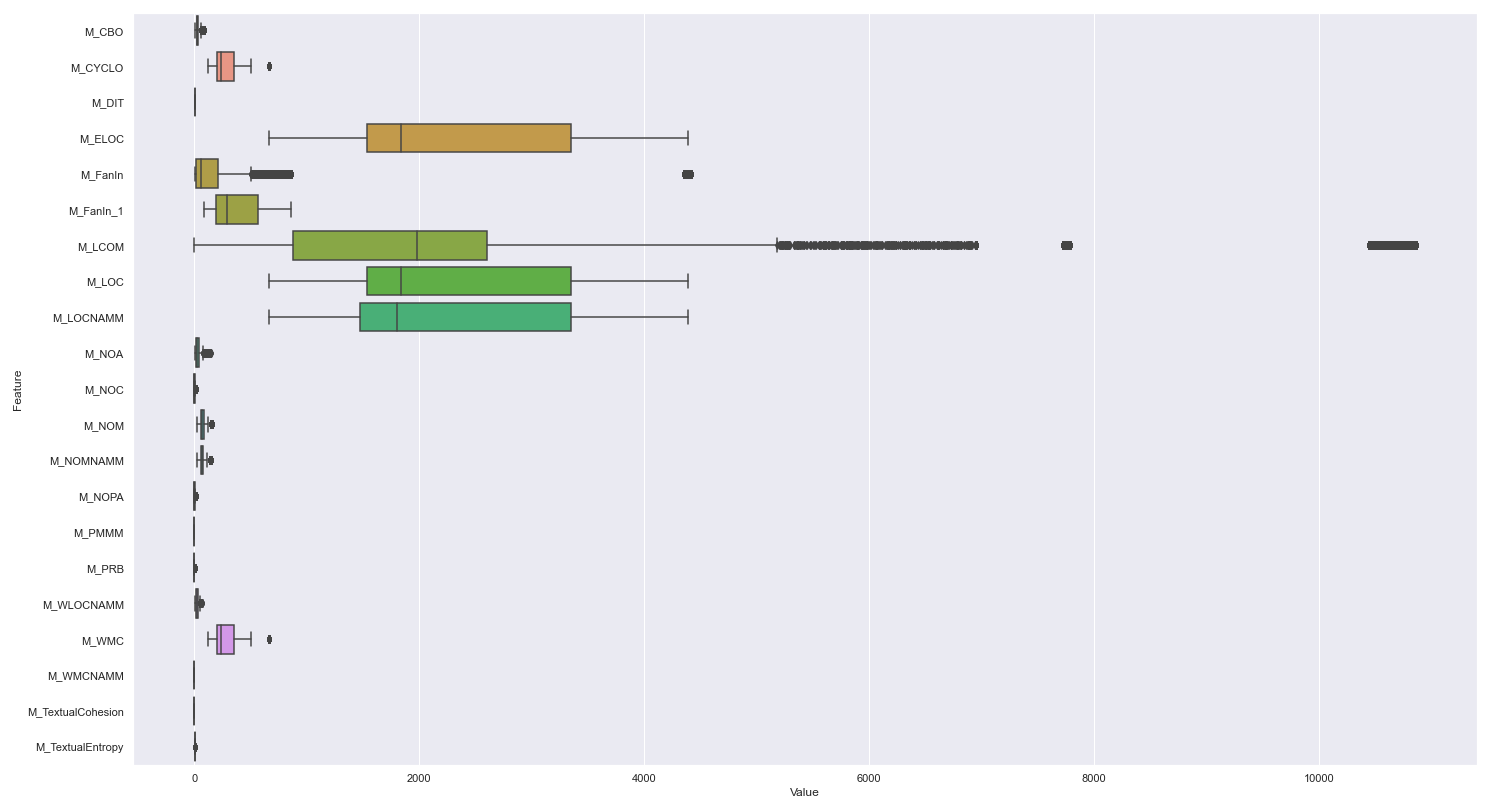 M_CBO
M_CYCLO
M_DIT
M_ELOC
M_FanIn
M_FanIn_1
M_LCOM
M_LOC
M_LOCNAMM
M_NOA
M_NOC
M_NOM
M_NOMNAMM
M_NOPA
M_PMMM
M_PRB
M_WLOCNAMM
M_WMC
M_WMCNAMM
M_TextualCohesion
M_TextualEntropy
Feature
0 2000 4000 6000 8000 10000
Value